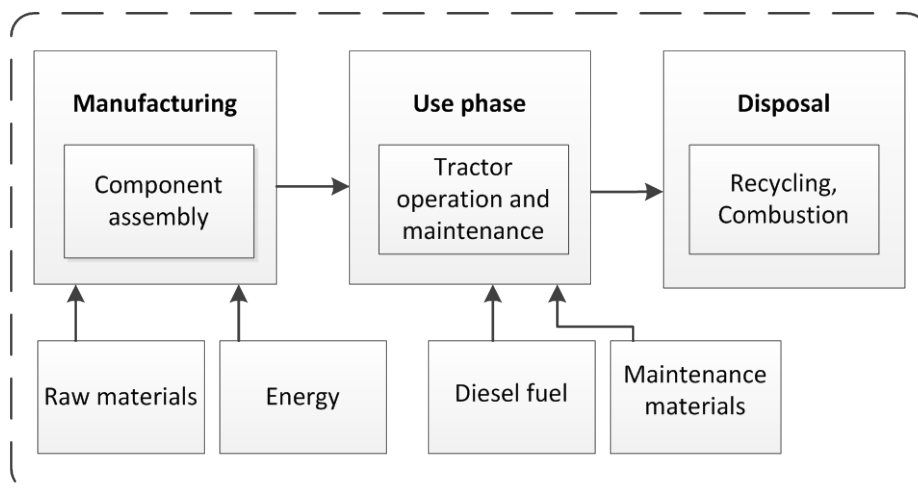 Manufacturing
Component
assembly
Use phase
Tractor
operation and
maintenance
Disposal
Recycling,
Combustion
Raw materials
Energy
Diesel fuel
Maintenance
materials